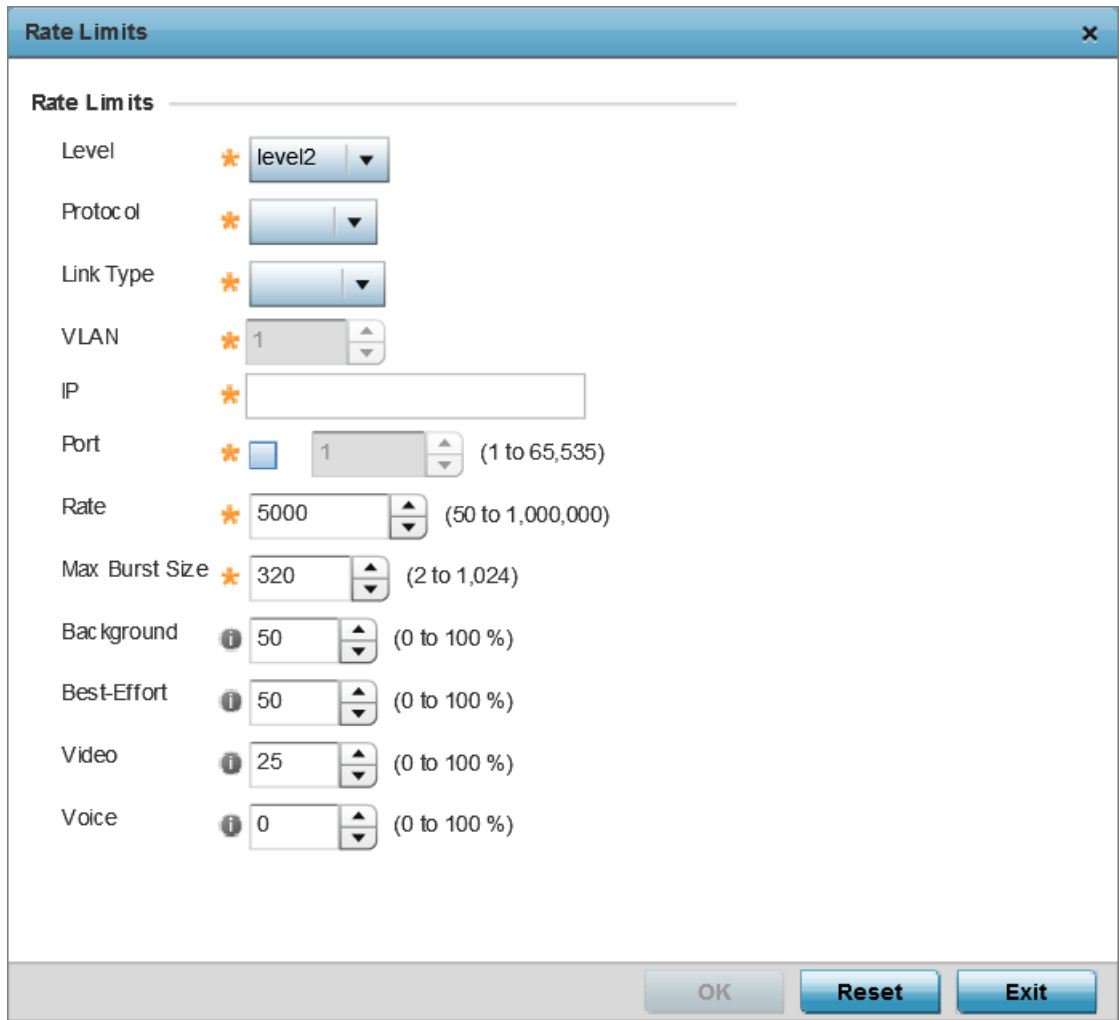 Rate Limits
Rate Limits
Level level2
Protocol
Link Type
VLAN 1
IP
Port 1 (1 to 65,535)
Rate 5000 (50 to 1,000,000)
Max Burst Size 320 (2 to 1,024)
Background 50 (0 to 100 %)
Best-Effort 50 (0 to 100 %)
Video 25 (0 to 100 %)
Voice 0 (0 to 100 %)
OK Reset Exit